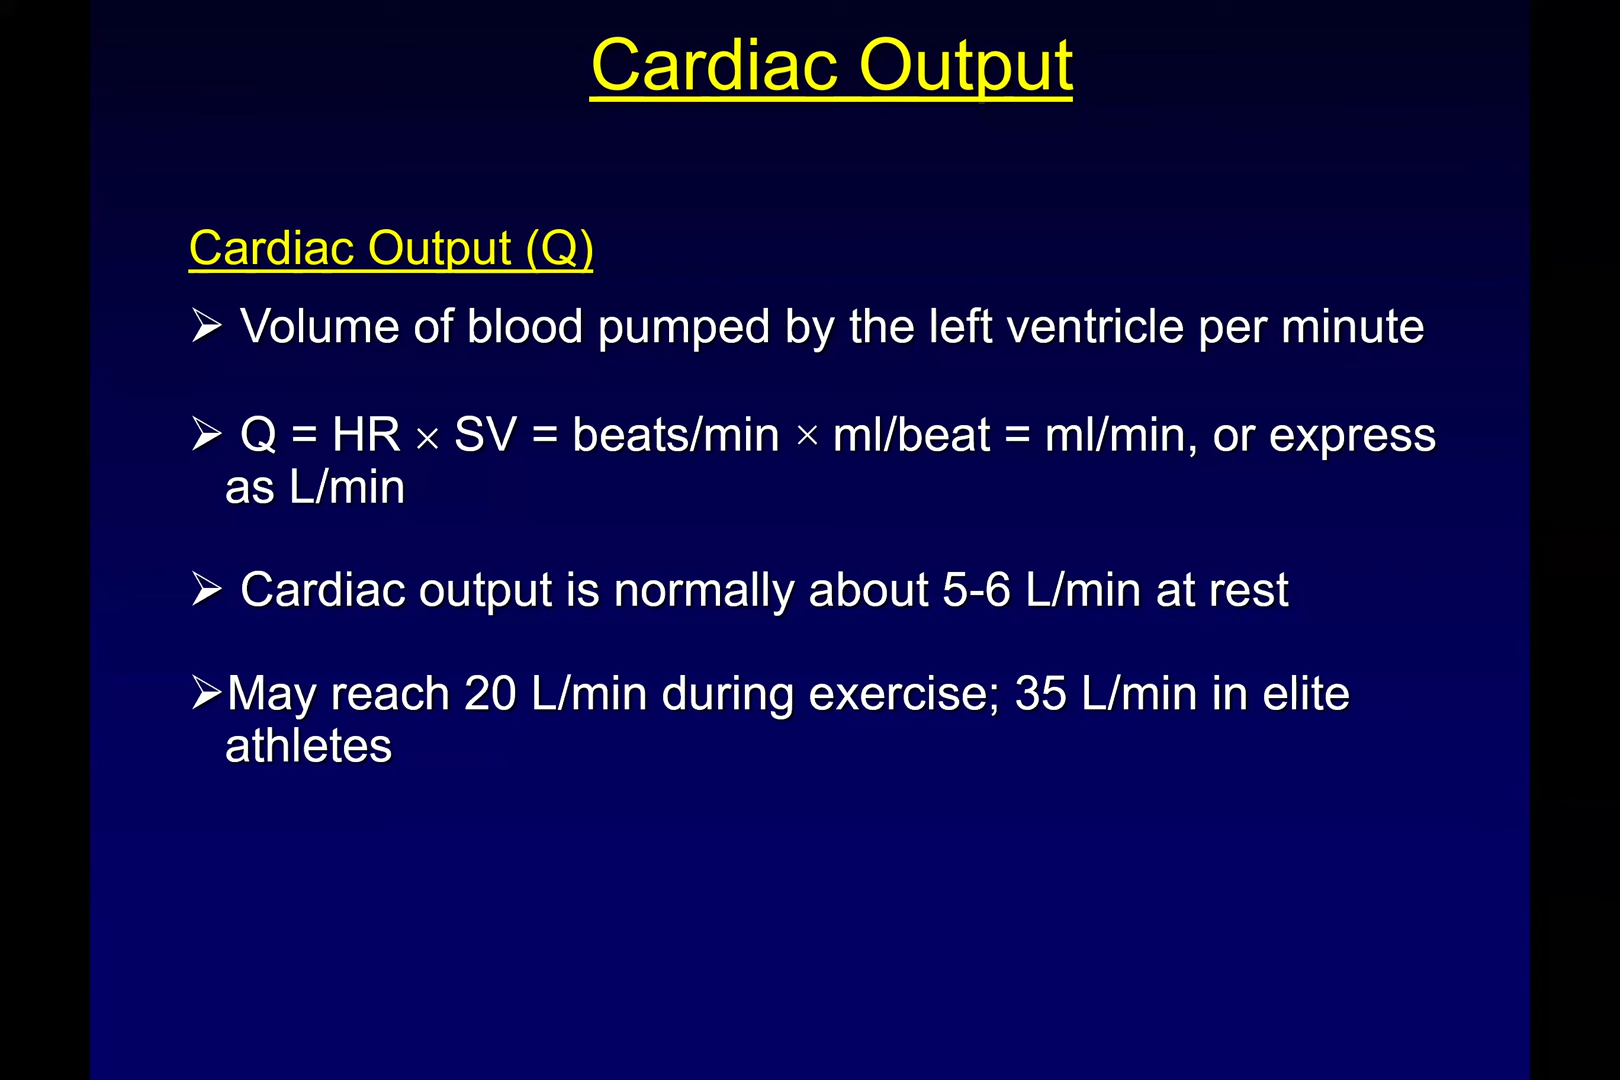 Cardiac Output
Cardiac Output (Q)
➢ Volume of blood pumped by the left ventricle per minute
➢ Q = HR × SV = beats/min × ml/beat = ml/min, or express
as L/min
➢ Cardiac output is normally about 5-6 L/min at rest
➢May reach 20 L/min during exercise; 35 L/min in elite
athletes